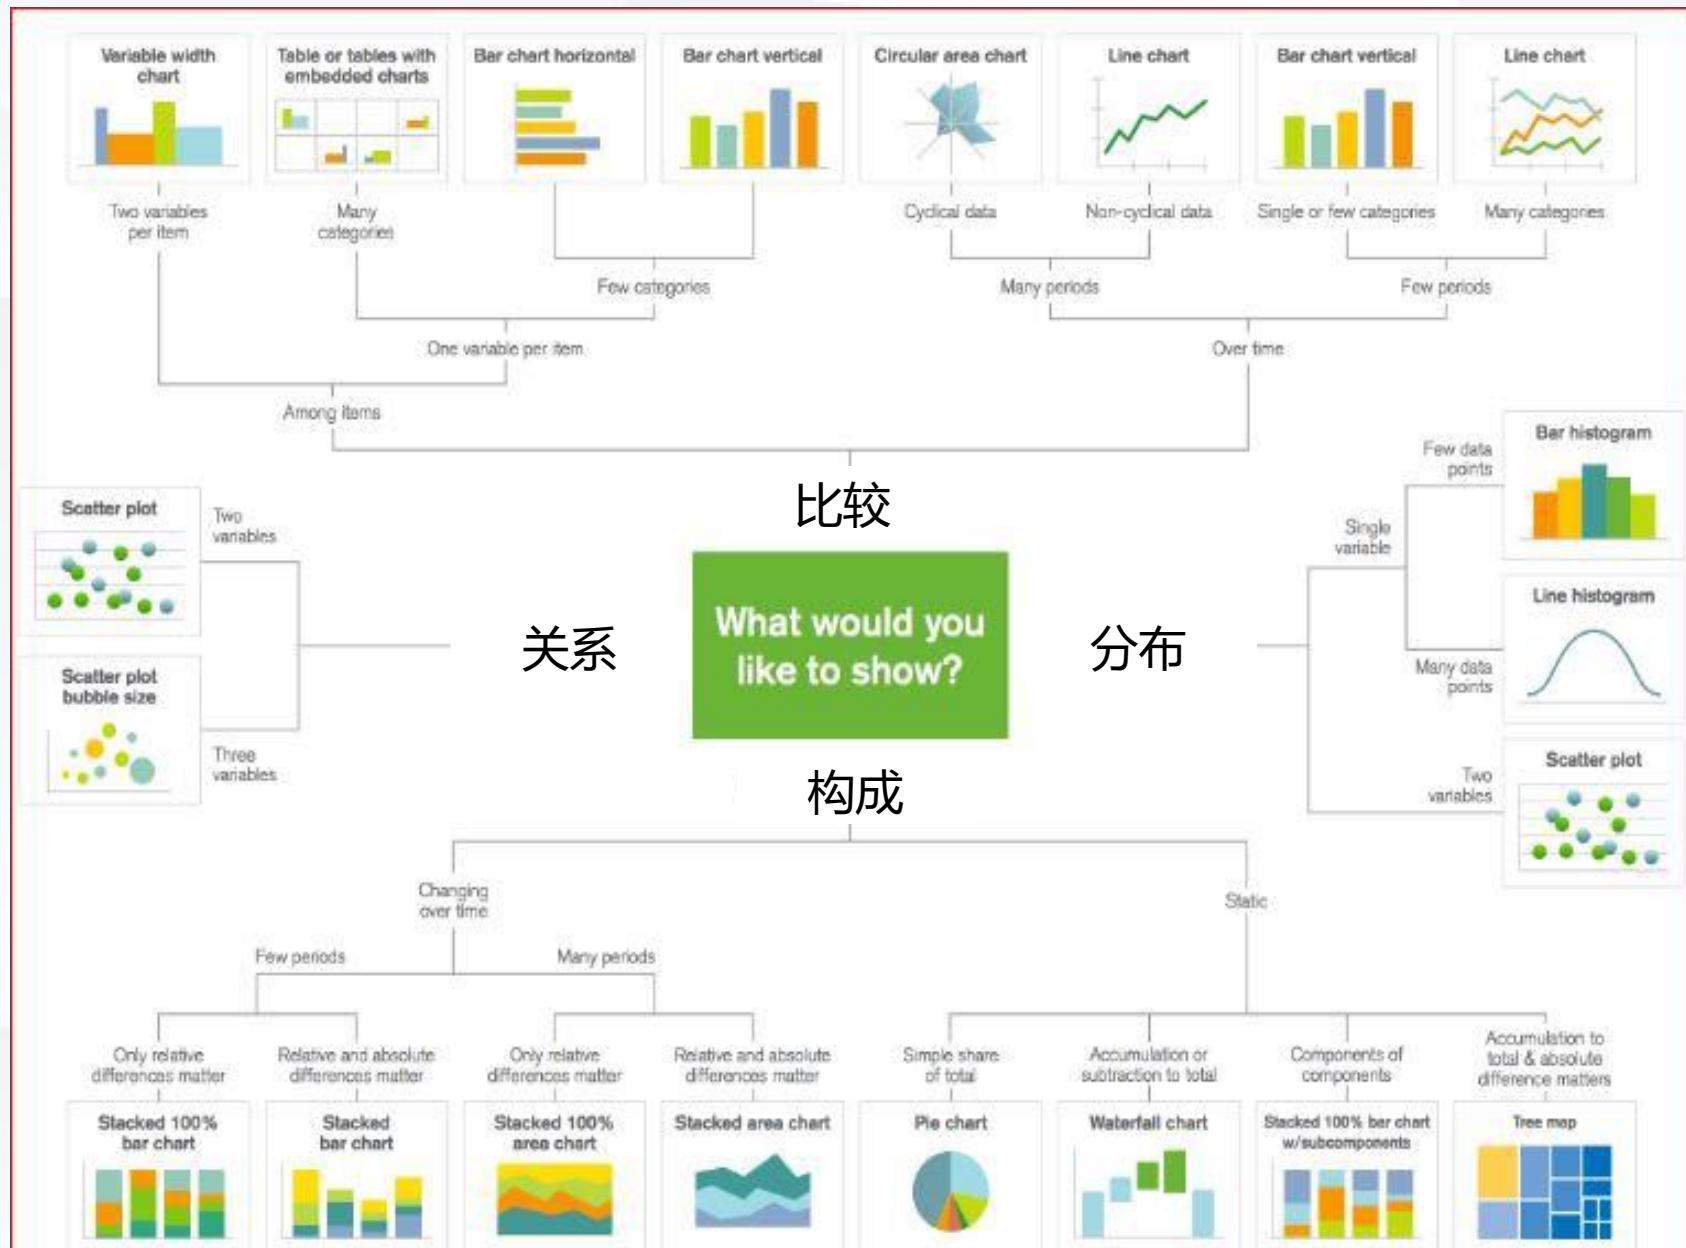 Variable width
chart
Table or tables with
embedded charts
Bar chart horizontal
Bar chart vertical
Circular area chart
Line chart
Bar chart vertical
Line chart
Two variables
per item
Many
categories
Cyclical data
Non-cyclical data
Single or few categories
Many categories
Few categories
Many periods
Few periods
One variable per item
Over time
Among items
比较
Scatter plot
Two
variables
Scatter plot
bubble size
Three
variables
关系
What would you
like to show?
分布
Single
variable
Few data
points
Bar histogram
Many data
points
Line histogram
Two
variables
Scatter plot
构成
Changing
over time
Static
Few periods
Many periods
Only relative
differences matter
Relative and absolute
differences matter
Only relative
differences matter
Relative and absolute
differences matter
Simple share
of total
Accumulation or
subtraction to total
Components of
components
Accumulation to
total & absolute
difference matters
Stacked 100%
bar chart
Stacked
bar chart
Stacked 100%
area chart
Stacked area chart
Pie chart
Waterfall chart
Stacked 100% bar chart
w/subcomponents
Tree map